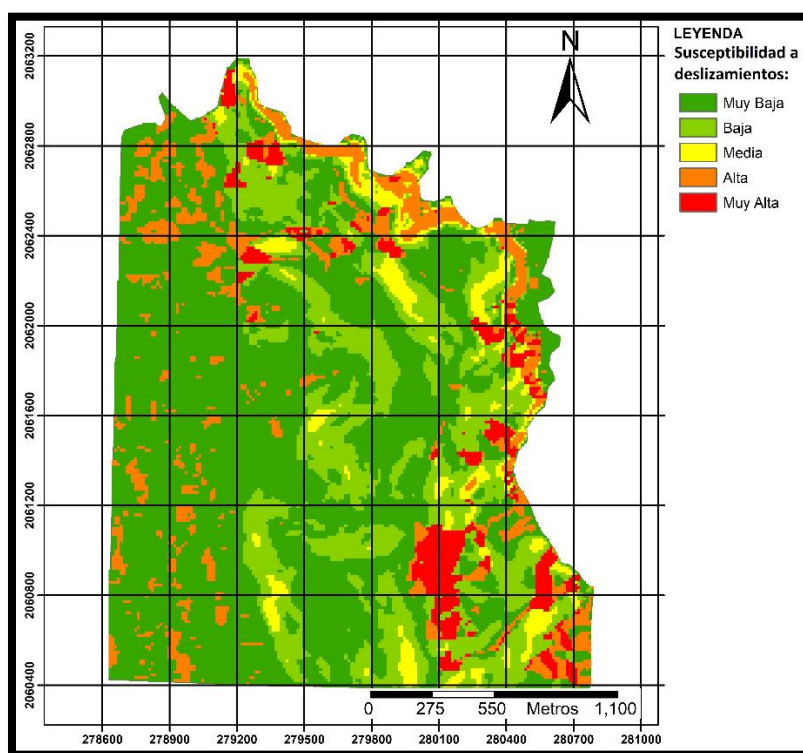 LEYENDA
Susceptibilidad a
deslizamientos:
Muy Baja
Baja
Media
Alta
Muy Alta
N
2063200
2062800
2062400
2062000
2061600
2061200
2060800
2060400
0 275 550 Metros 1,100
278600 278900 279200 279500 279800 280100 280400 280700 281000